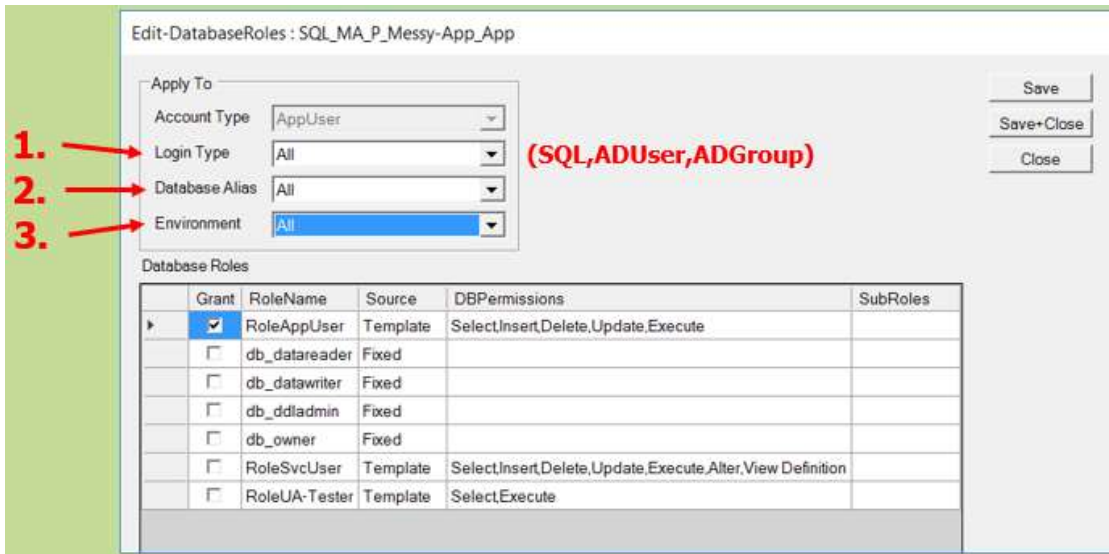 Edit-DatabaseRoles : SQL_MA_P_Messy-App_App
Apply To
Save
Account Type AppUser
Save+Close
1. Login Type All (SQL,ADUser,ADGroup)
Close
2. Database Alias All
3. Environment All
Database Roles
Grant RoleName Source DBPermissions SubRoles
RoleAppUser Template Select,Insert,Delete,Update,Execute
db_datareader Fixed
db_datawriter Fixed
db_ddladmin Fixed
db_owner Fixed
RoleSvcUser Template Select,Insert,Delete,Update,Execute,Alter,View Definition
RoleUA-Tester Template Select,Execute